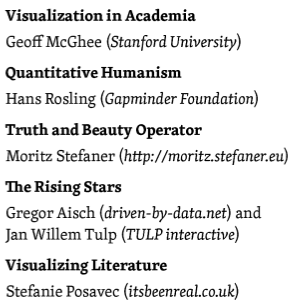 Visualization in Academia
Geoff McGhee (Stanford University)
Quantitative Humanism
Hans Rosling (Gapminder Foundation)
Truth and Beauty Operator
Moritz Stefaner (http://moritz.stefaner.eu)
The Rising Stars
Gregor Aisch (driven-by-data.net) and
Jan Willem Tulp (TULP interactive)
Visualizing Literature
Stefanie Posavec (itsbeenreal.co.uk)